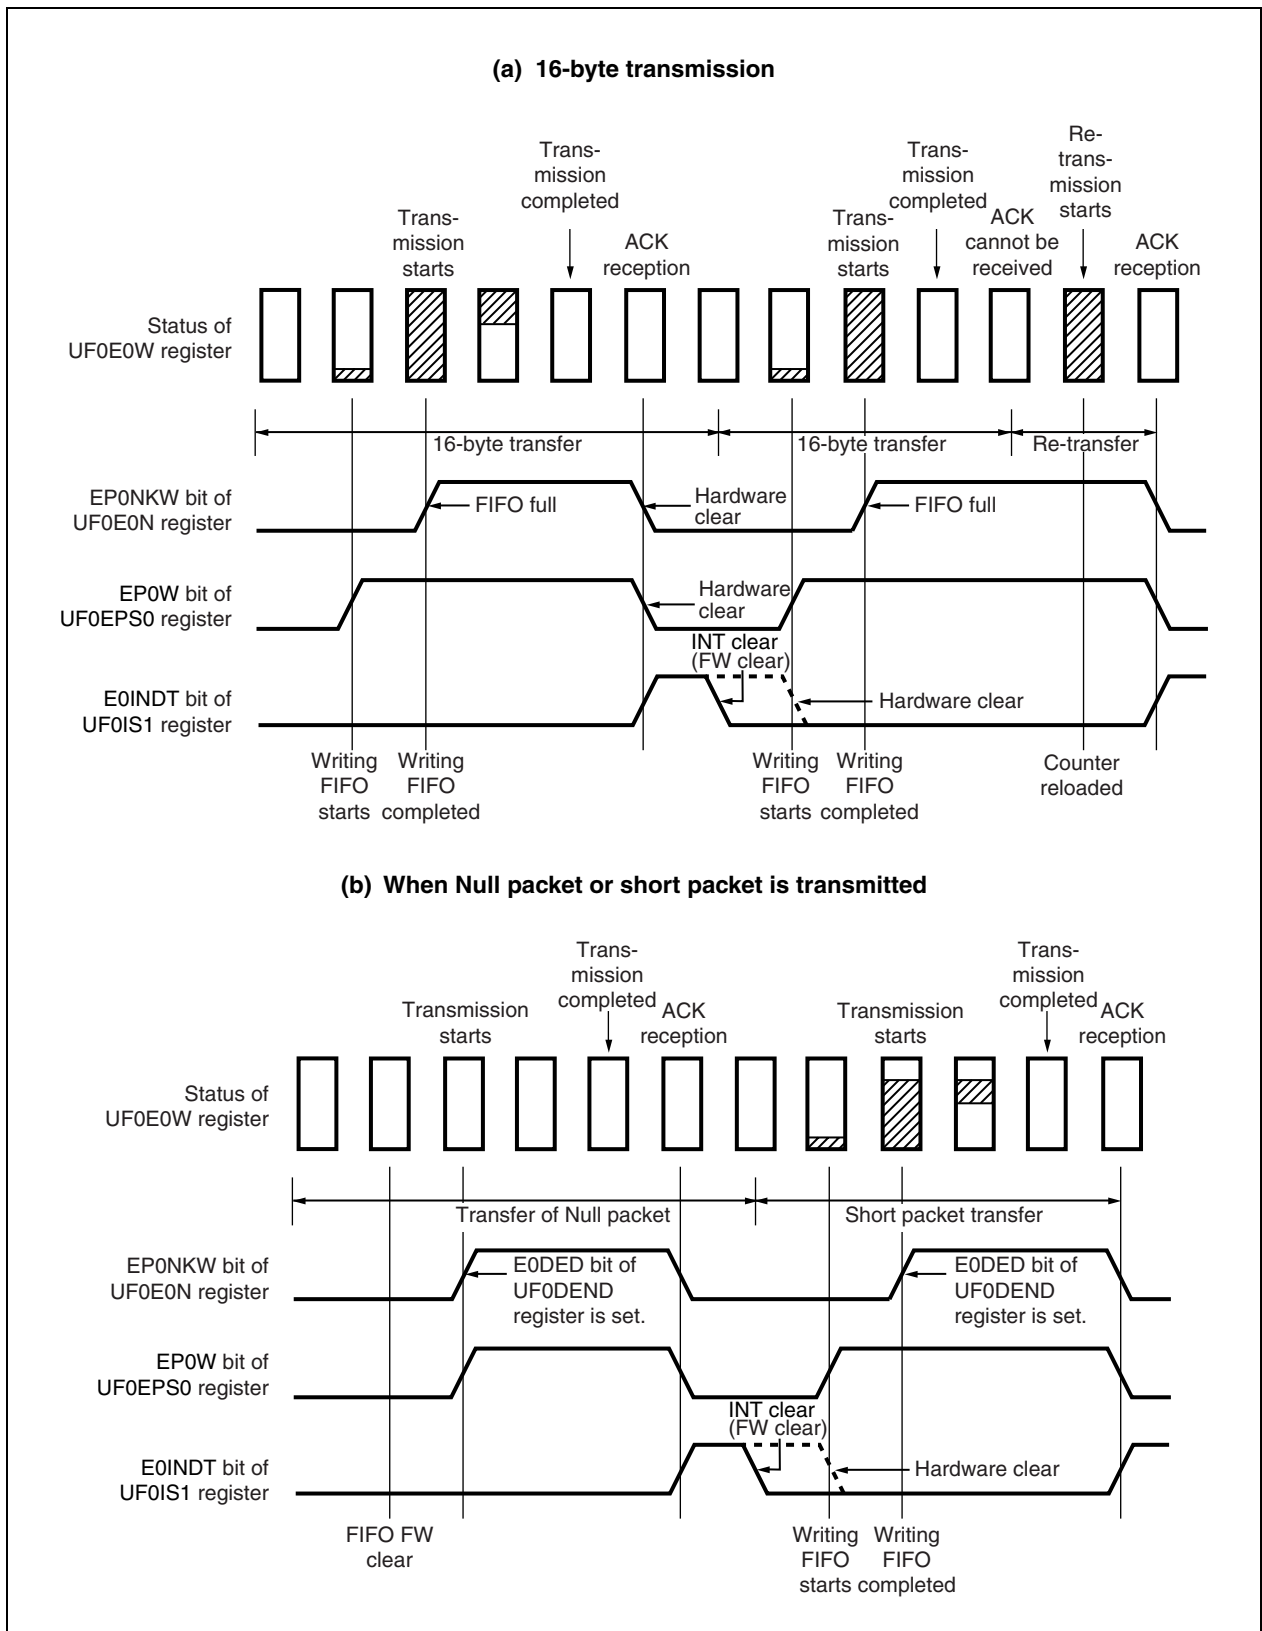 (a) 16-byte transmission
Trans-
mission
completed
Trans-
mission
starts
ACK
reception
Trans-
mission
completed
Trans-
mission
starts
ACK
cannot be
received
Re-
trans-
mission
starts
ACK
reception
Status of
UF0E0W register
16-byte transfer
16-byte transfer
Re-transfer
EP0NKW bit of
UF0E0N register
FIFO full
Hardware
clear
FIFO full
EP0W bit of
UF0EPS0 register
Hardware
clear
INT clear
(FW clear)
E0INDT bit of
UF0IS1 register
Hardware clear
Writing
FIFO
starts
Writing
FIFO
completed
Writing
FIFO
starts
Writing
FIFO
completed
Counter
reloaded
(b) When Null packet or short packet is transmitted
Transmission
starts
Trans-
mission
completed
ACK
reception
Transmission
starts
Trans-
mission
completed
ACK
reception
Status of
UF0E0W register
Transfer of Null packet
Short packet transfer
EP0NKW bit of
UF0E0N register
E0DED bit of
UF0DEND
register is set.
E0DED bit of
UF0DEND
register is set.
EP0W bit of
UF0EPS0 register
INT clear
(FW clear)
E0INDT bit of
UF0IS1 register
Hardware clear
FIFO FW
clear
Writing
FIFO
starts
Writing
FIFO
completed